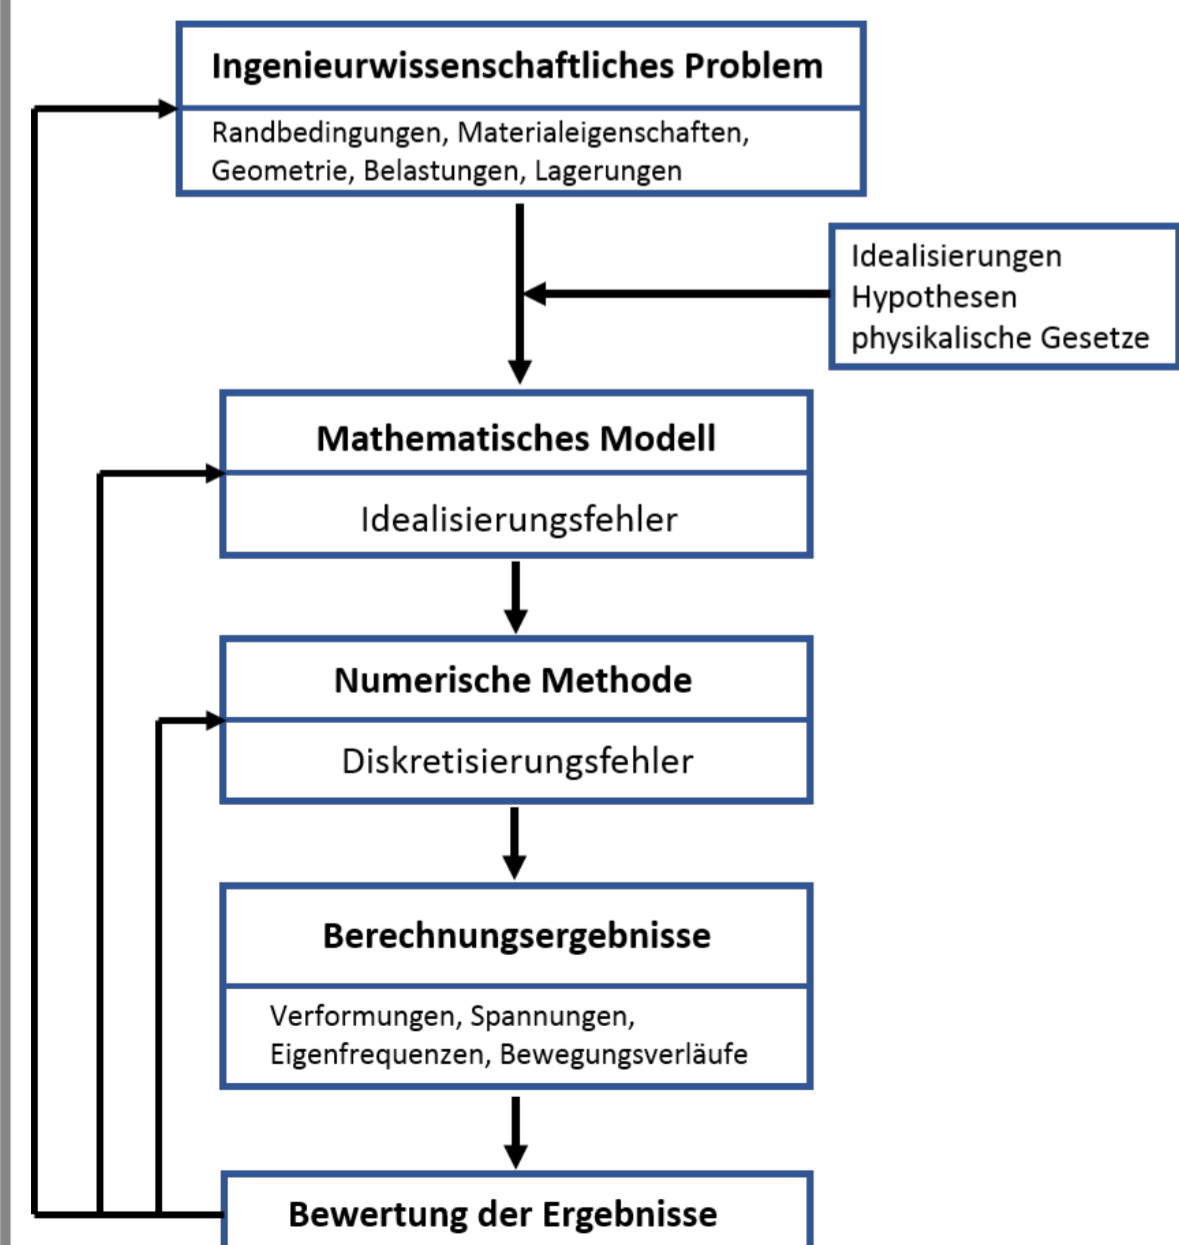 Ingenieurwissenschaftliches Problem
Randbedingungen, Materialeigenschaften,
Geometrie, Belastungen, Lagerungen
Idealisierungen
Hypothesen
physikalische Gesetze
Mathematisches Modell
Idealisierungsfehler
Numerische Methode
Diskretisierungsfehler
Berechnungsergebnisse
Verformungen, Spannungen,
Eigenfrequenzen, Bewegungsverläufe
Bewertung der Ergebnisse